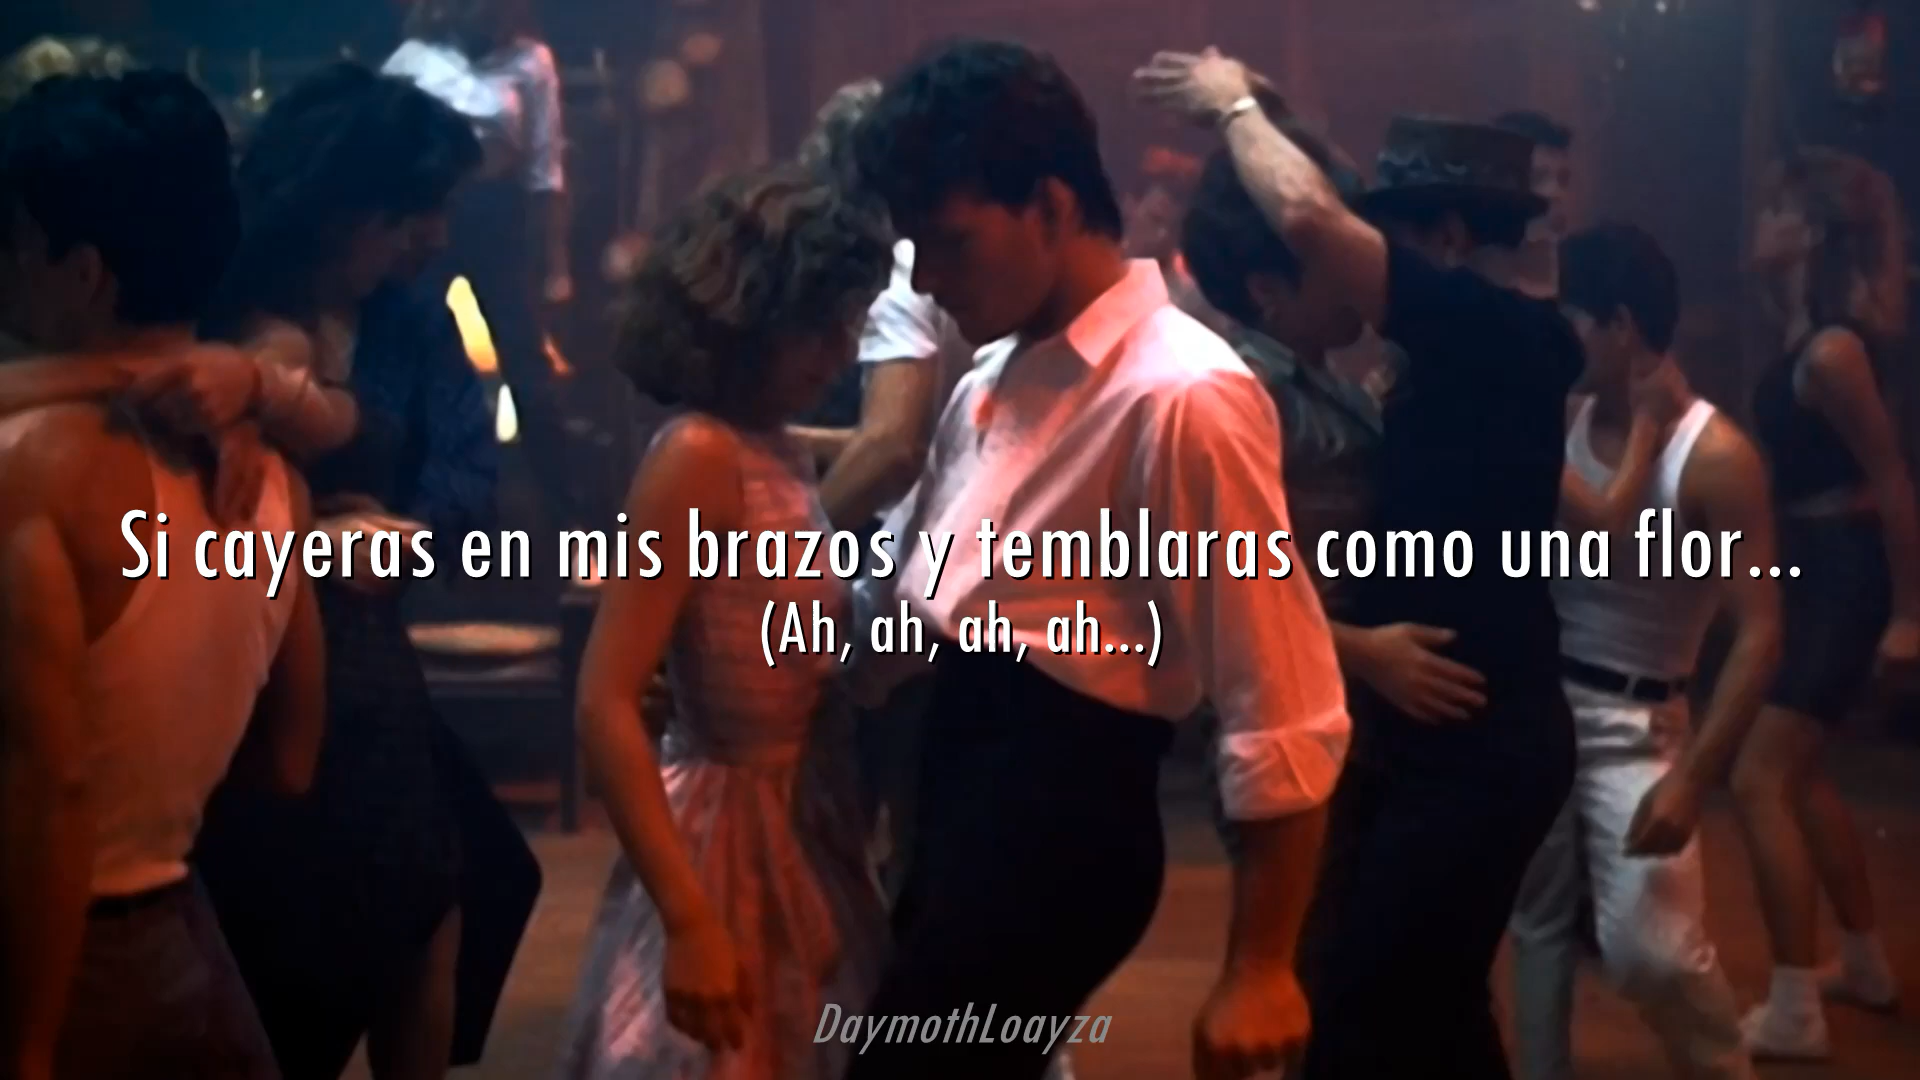 Si cayeras en mis brazos y temblaras como una flor...
(Ah, ah, ah, ah...)
DaymothLoayza